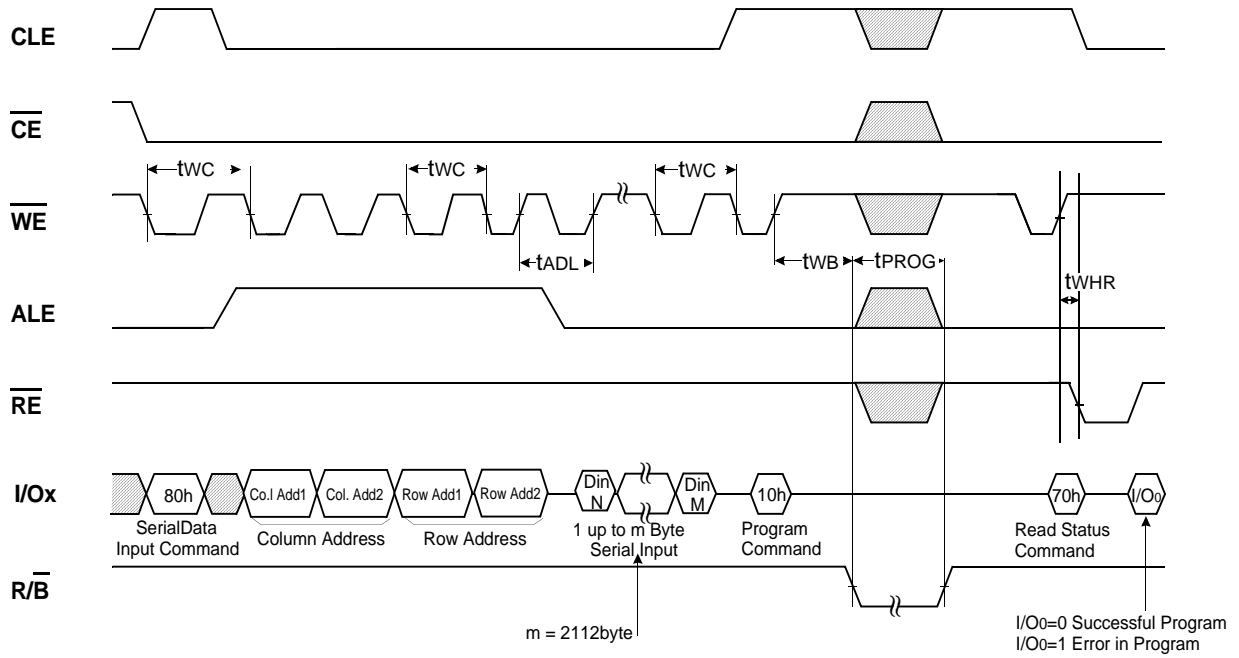 CLE
CE
tWC
tWC
tWC
WE
tADL
tWB
tPROG
tWHR
ALE
RE
I/Ox
80h
Co.l Add1
Col. Add2
Row Add1
Row Add2
Din
N
Din
M
10h
70h
I/O0
SerialData
Input Command
Column Address
Row Address
1 up to m Byte
Serial Input
Program
Command
Read Status
Command
R/B
m = 2112byte
I/O0=0 Successful Program
I/O0=1 Error in Program